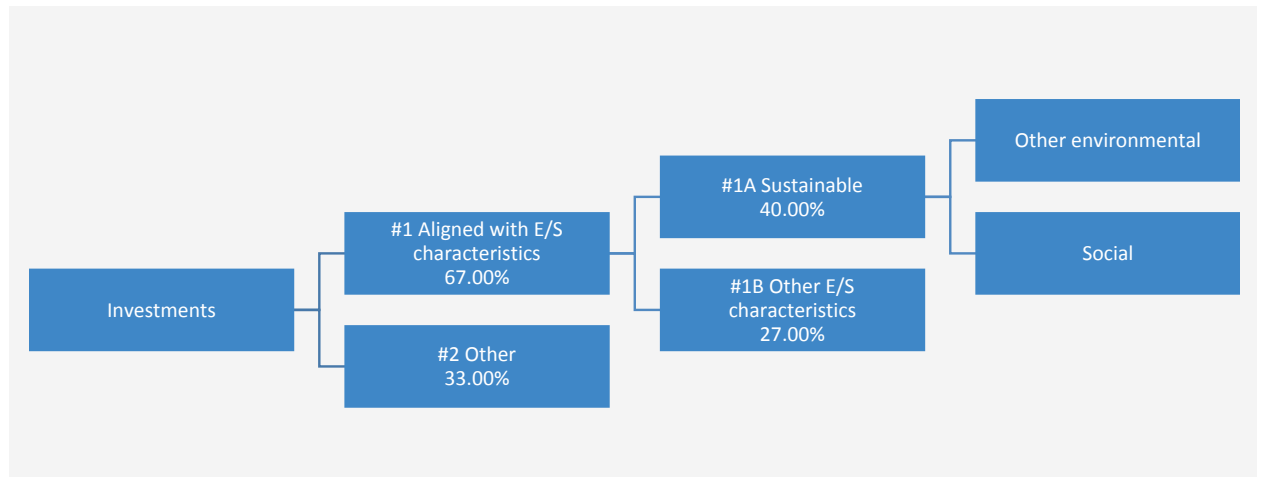 Investments
#1 Aligned with E/S
characteristics
67.00%
#2 Other
33.00%
#1A Sustainable
40.00%
#1B Other E/S
characteristics
27.00%
Other environmental
Social